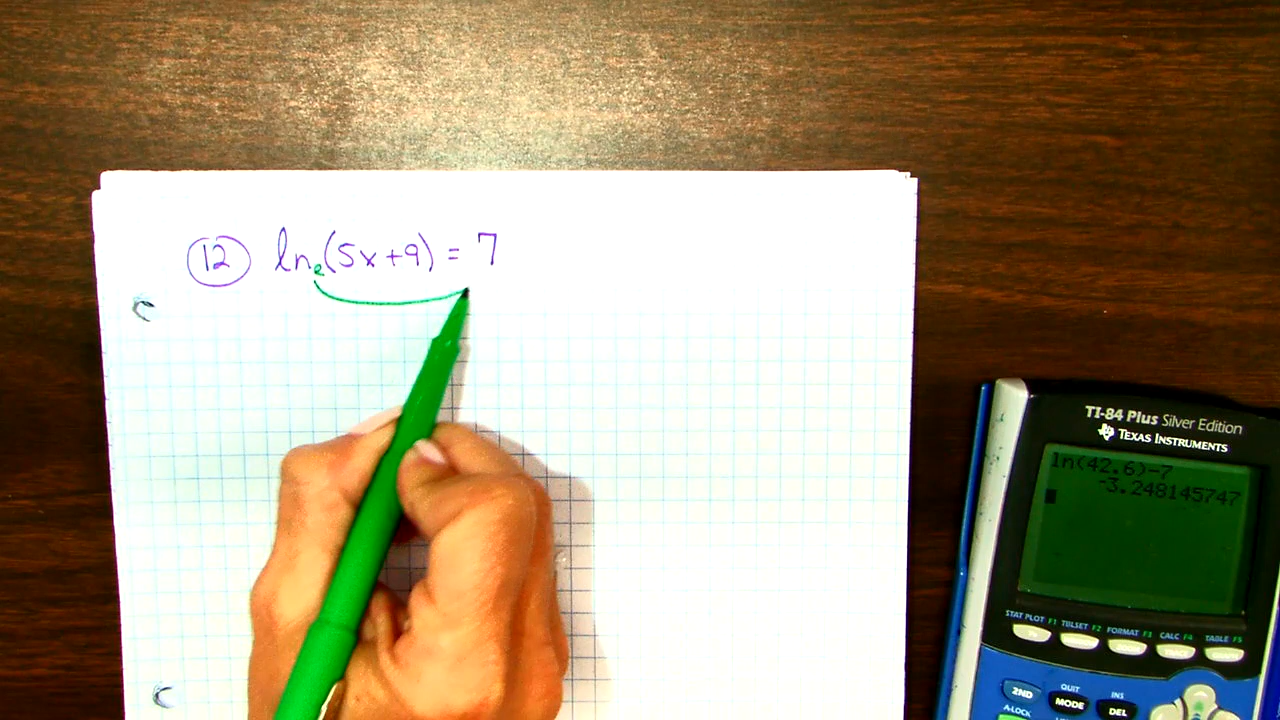 12 lnₑ(5x+9) = 7
TI-84 Plus Silver Edition
TEXAS INSTRUMENTS
ln(42.6)-7
-3.248145747
STAT PLOT F1 TBLSET F2 FORMAT F3 CALC F4 TABLE F5
2ND
QUIT
MODE
INS
DEL
A-LOCK